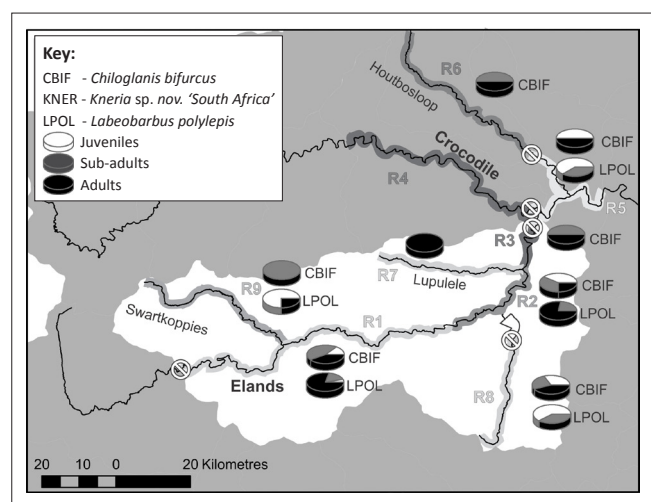 Key:
CBIF - Chiloglanis bifurcus
KNER - Kneria sp. nov. ‘South Africa’
LPOL - Labeobarbus polylepis
Juveniles
Sub-adults
Adults
R6
Houtbosloop
CBIF
Crocodile
CBIF
LPOL
R4
R5
R3
CBIF
R7
Lupulele
R9
CBIF
LPOL
Swartkoppies
R1
R2
CBIF
LPOL
Elands
CBIF
LPOL
R8
CBIF
LPOL
20 10 0 20 Kilometres